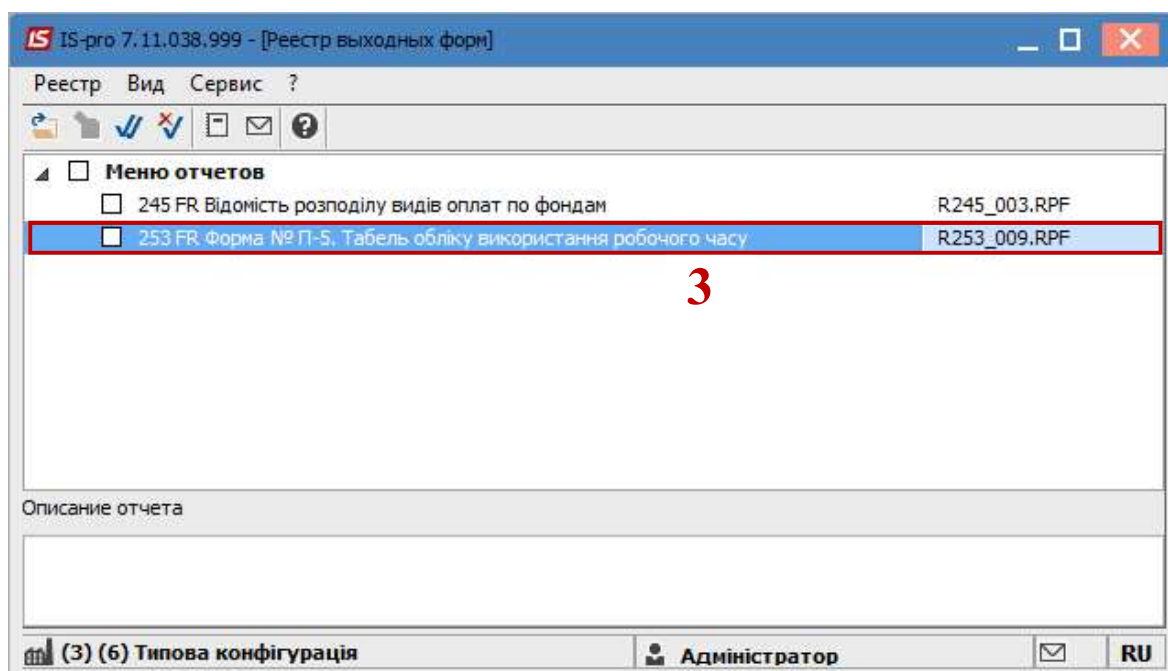 IS-pro 7.11.038.999 - [Реестр выходных форм]
Реестр Вид Сервис ?
Меню отчетов
245 FR Відомість розподілу видів оплат по фондам R245_003.RPF
253 FR Форма № П-5. Табель обліку використання робочого часу R253_009.RPF
3
Описание отчета
(3) (6) Типова конфігурація Адміністратор RU